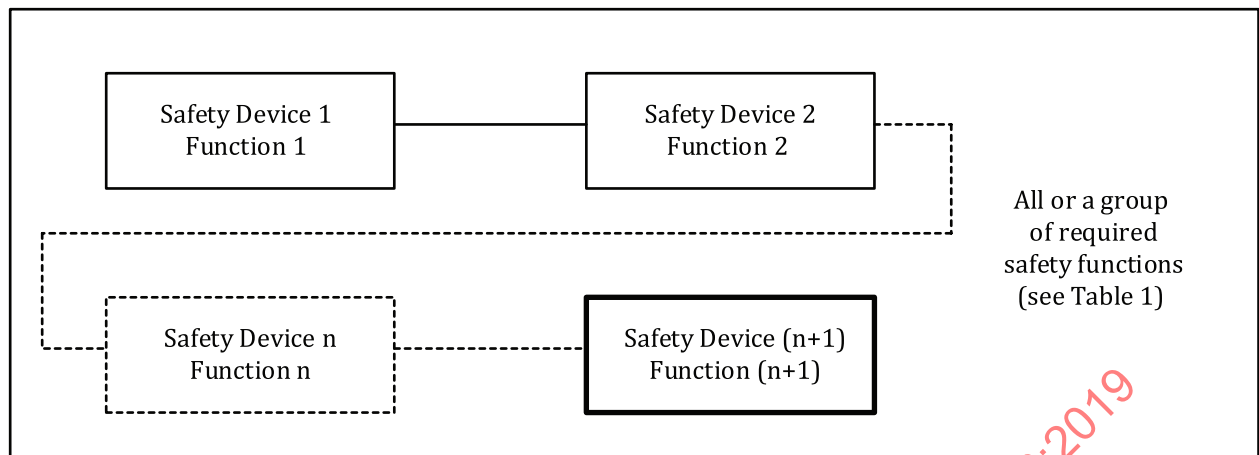 Safety Device 1
Function 1
Safety Device 2
Function 2
All or a group
of required
safety functions
(see Table 1)
Safety Device n
Function n
Safety Device (n+1)
Function (n+1)
:2019